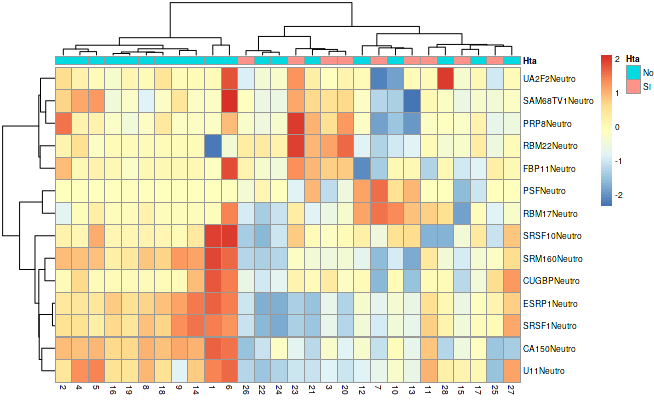 Hta
UA2F2Neutro
SAM68TV1Neutro
PRP8Neutro
RBM22Neutro
FBP11Neutro
PSFNeutro
RBM17Neutro
SRSF10Neutro
SRM160Neutro
CUGBPNeutro
ESRP1Neutro
SRSF1Neutro
CA150Neutro
U11Neutro
2 4 5 16 19 8 18 9 14 1 6 26 22 24 23 21 3 20 12 7 10 13 11 28 15 17 25 27
2
1
0
-1
-2
Hta
No
SI